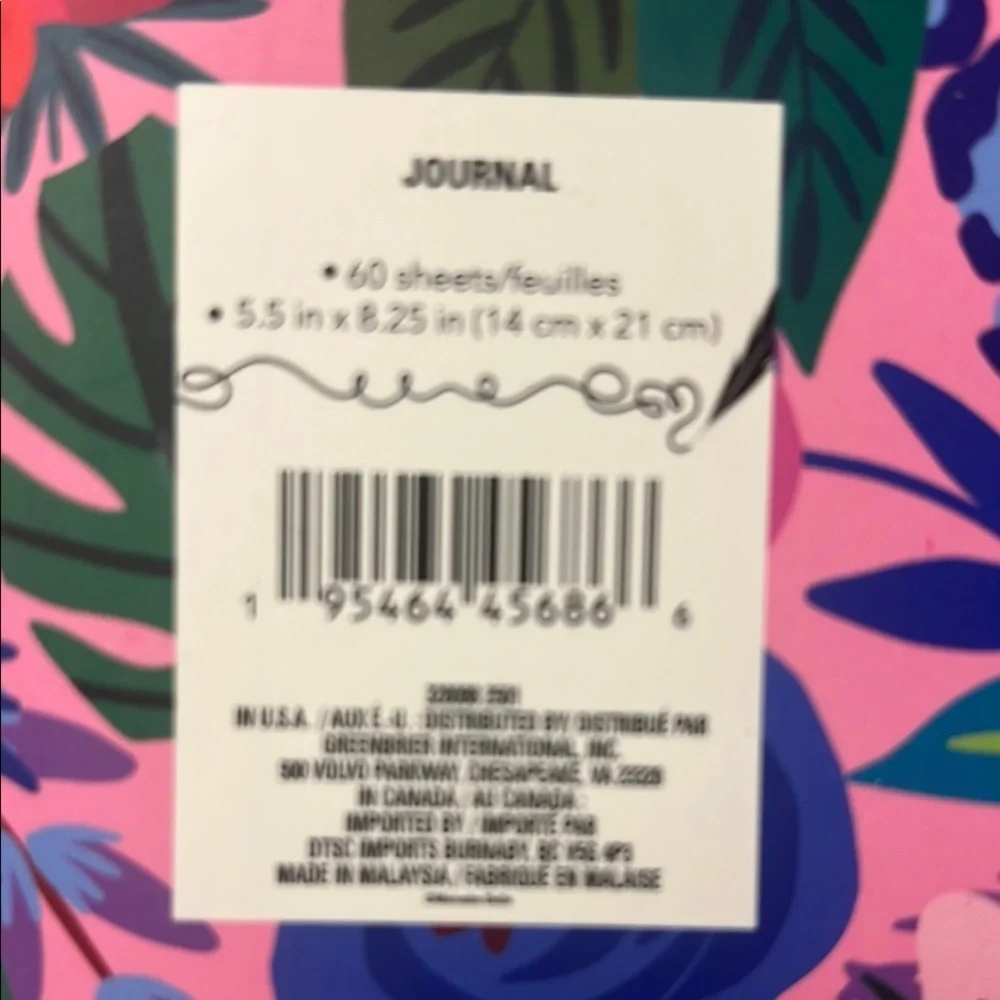 JOURNAL
• 60 sheets/feuilles
• 5.5 in x 8.25 in (14 cm x 21 cm)
1 95464 45686 6
IN U.S.A. / AUX É.-U. : DISTRIBUTED BY/DISTRIBUÉ PAR
GREENBRIER INTERNATIONAL, INC.
500 VOLVO PARKWAY, CHESAPEAKE, VA 23320
IN CANADA / AU CANADA :
IMPORTED BY / IMPORTÉ PAR
DTSC IMPORTS BURNABY, BC
MADE IN MALAYSIA / FABRIQUÉ EN MALAISIE